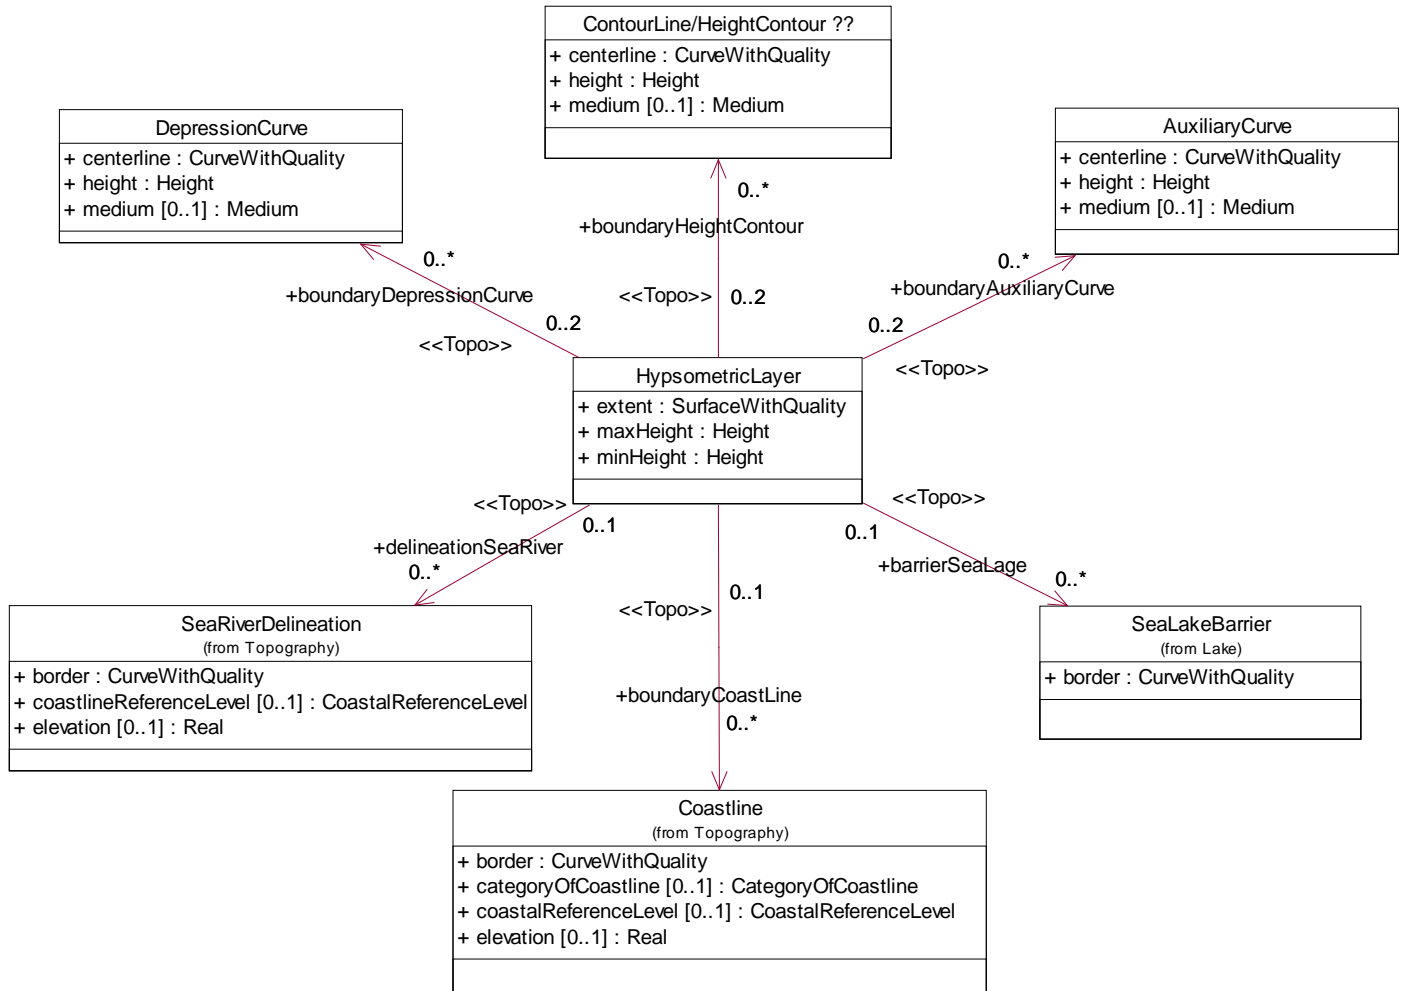 ContourLine/HeightContour ??
+ centerline : CurveWithQuality
+ height : Height
+ medium [0..1] : Medium
DepressionCurve
+ centerline : CurveWithQuality
+ height : Height
+ medium [0..1] : Medium
AuxiliaryCurve
+ centerline : CurveWithQuality
+ height : Height
+ medium [0..1] : Medium
0..*
+boundaryHeightContour
<<Topo>>
0..2
0..*
+boundaryDepressionCurve
0..2
<<Topo>>
0..*
+boundaryAuxiliaryCurve
0..2
<<Topo>>
HypsometricLayer
+ extent : SurfaceWithQuality
+ maxHeight : Height
+ minHeight : Height
<<Topo>>
0..1
+delineationSeaRiver
0..*
<<Topo>>
0..1
+boundaryCoastLine
0..*
<<Topo>>
0..1
+barrierSeaLage
0..*
SeaRiverDelineation
(from Topography)
+ border : CurveWithQuality
+ coastlineReferenceLevel [0..1] : CoastalReferenceLevel
+ elevation [0..1] : Real
SeaLakeBarrier
(from Lake)
+ border : CurveWithQuality
Coastline
(from Topography)
+ border : CurveWithQuality
+ categoryOfCoastline [0..1] : CategoryOfCoastline
+ coastalReferenceLevel [0..1] : CoastalReferenceLevel
+ elevation [0..1] : Real